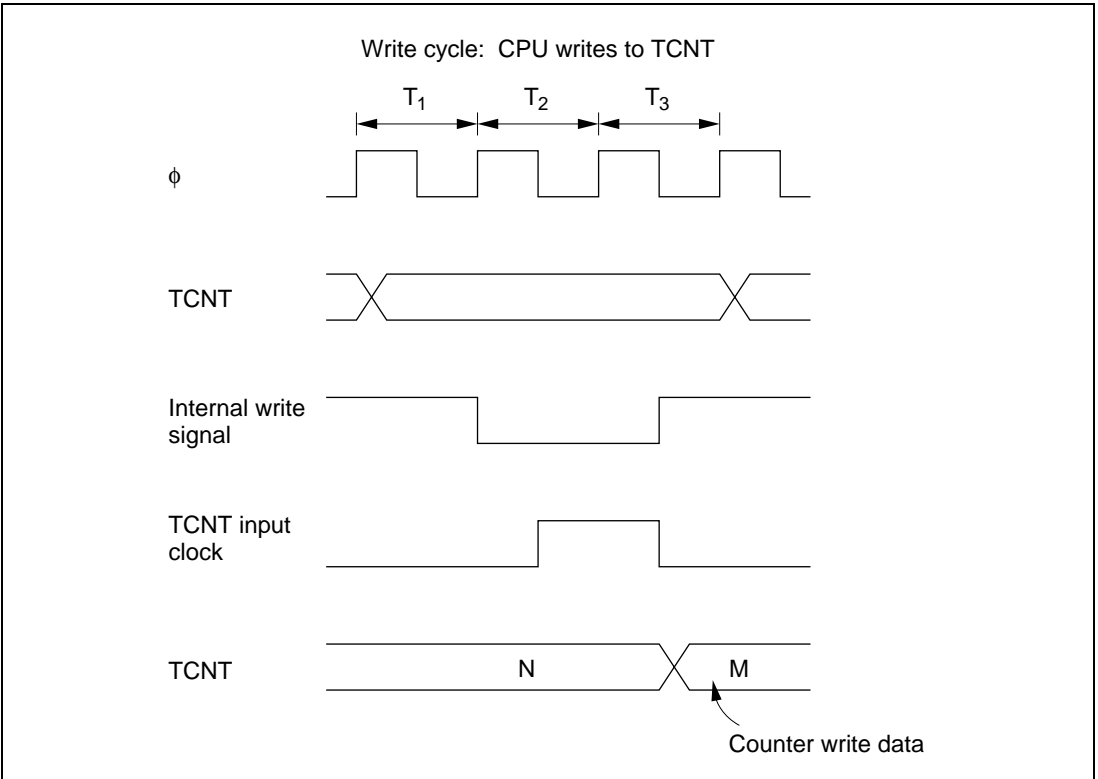 Write cycle: CPU writes to TCNT
T₁ T₂ T₃
ϕ
TCNT
Internal write
signal
TCNT input
clock
TCNT N M
Counter write data